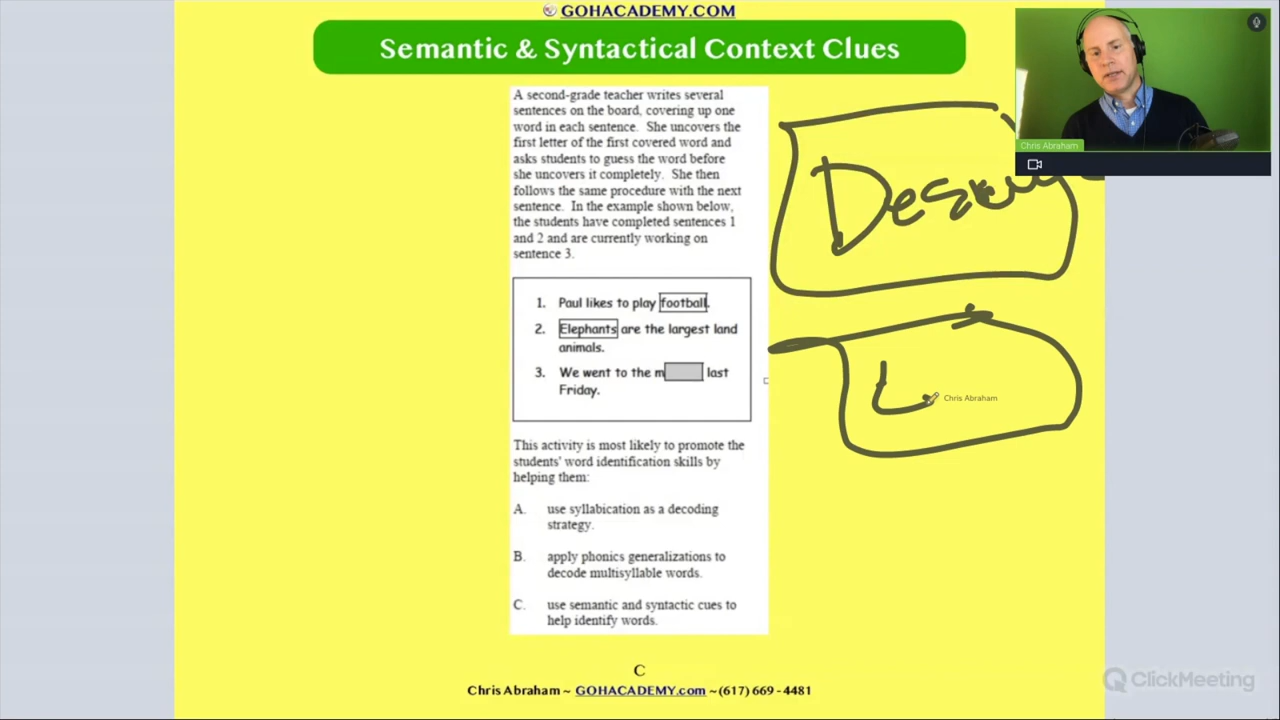 GOHACADEMY.COM
Semantic & Syntactical Context Clues
A second-grade teacher writes several
sentences on the board, covering up one
word in each sentence. She uncovers the
first letter of the first covered word and
asks students to guess the word before
she uncovers it completely. She then
follows the same procedure with the next
sentence. In the example shown below,
the students have completed sentences 1
and 2 and are currently working on
sentence 3.
1. Paul likes to play football.
2. Elephants are the largest land
animals.
3. We went to the m last
Friday.
This activity is most likely to promote the
students' word identification skills by
helping them:
A. use syllabication as a decoding
strategy.
B. apply phonics generalizations to
decode multisyllable words.
C. use semantic and syntactic cues to
help identify words.
C
Chris Abraham ~ GOHACADEMY.com ~(617) 669 - 4481
Chris Abraham
Chris Abraham
ClickMeeting